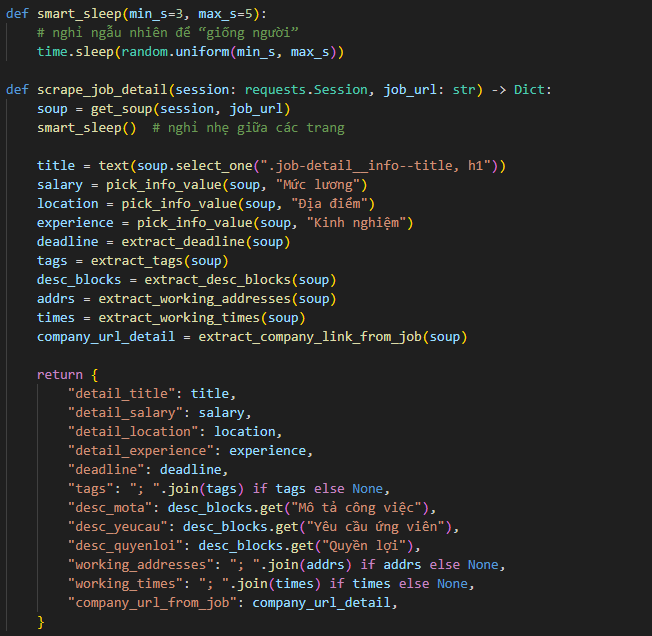 def smart_sleep(min_s=3, max_s=5):
    # nghỉ ngẫu nhiên để “giống người”
    time.sleep(random.uniform(min_s, max_s))

def scrape_job_detail(session: requests.Session, job_url: str) -> Dict:
    soup = get_soup(session, job_url)
    smart_sleep()  # nghỉ nhẹ giữa các trang

    title = text(soup.select_one(".job-detail__info--title, h1"))
    salary = pick_info_value(soup, "Mức lương")
    location = pick_info_value(soup, "Địa điểm")
    experience = pick_info_value(soup, "Kinh nghiệm")
    deadline = extract_deadline(soup)
    tags = extract_tags(soup)
    desc_blocks = extract_desc_blocks(soup)
    addrs = extract_working_addresses(soup)
    times = extract_working_times(soup)
    company_url_detail = extract_company_link_from_job(soup)

    return {
        "detail_title": title,
        "detail_salary": salary,
        "detail_location": location,
        "detail_experience": experience,
        "deadline": deadline,
        "tags": "; ".join(tags) if tags else None,
        "desc_mota": desc_blocks.get("Mô tả công việc"),
        "desc_yeucau": desc_blocks.get("Yêu cầu ứng viên"),
        "desc_quyenloi": desc_blocks.get("Quyền lợi"),
        "working_addresses": "; ".join(addrs) if addrs else None,
        "working_times": "; ".join(times) if times else None,
        "company_url_from_job": company_url_detail,
    }